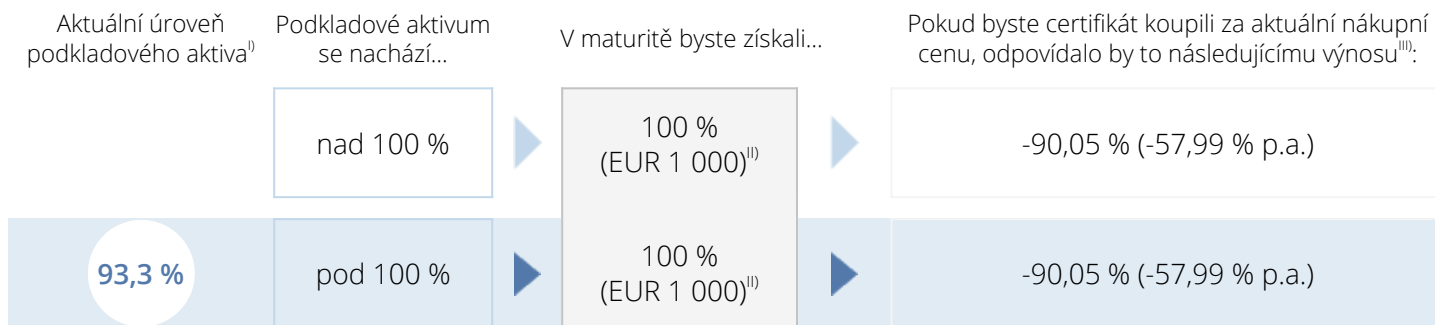 Aktuální úroveň
podkladového aktiva I)
Podkladové aktivum
se nachází...
V maturitě byste získali...
Pokud byste certifikát koupili za aktuální nákupní
cenu, odpovídalo by to následujícímu výnosu III):
nad 100 %
100 %
(EUR 1 000) II)
-90,05 % (-57,99 % p.a.)
93,3 %
pod 100 %
100 %
(EUR 1 000) II)
-90,05 % (-57,99 % p.a.)